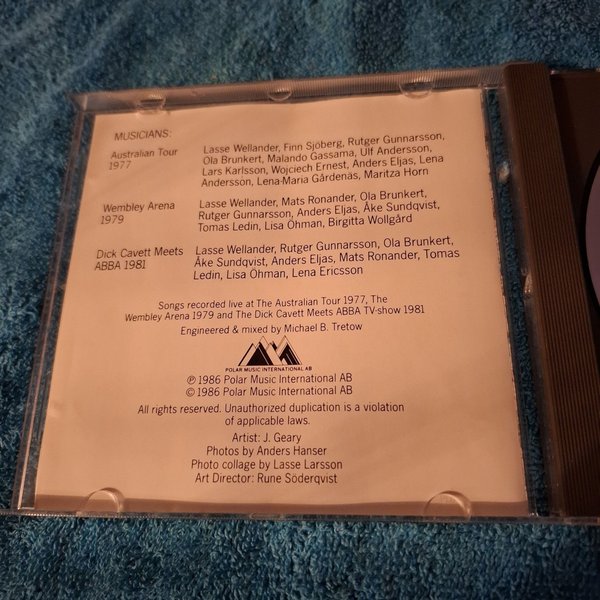 MUSICIANS:
Australian Tour 1977
Lasse Wellander, Finn Sjöberg, Rutger Gunnarsson,
Ola Brunkert, Malando Gassama, Ulf Andersson,
Lars Karlsson, Wojciech Ernest, Anders Eljas, Lena
Andersson, Lena-Maria Gårdenäs, Maritza Horn
Wembley Arena 1979
Lasse Wellander, Mats Ronander, Ola Brunkert,
Rutger Gunnarsson, Anders Eljas, Åke Sundqvist,
Tomas Ledin, Lisa Öhman, Birgitta Wollgård
Dick Cavett Meets
ABBA 1981
Lasse Wellander, Rutger Gunnarsson, Ola Brunkert,
Åke Sundqvist, Anders Eljas, Mats Ronander, Tomas
Ledin, Lisa Öhman, Lena Ericsson
Songs recorded live at The Australian Tour 1977, The
Wembley Arena 1979 and The Dick Cavett Meets ABBA TV-show 1981
Engineered & mixed by Michael B. Tretow
POLAR MUSIC INTERNATIONAL AB
℗ 1986 Polar Music International AB
© 1986 Polar Music International AB
All rights reserved. Unauthorized duplication is a violation
of applicable laws.
Artist: J. Geary
Photos by Anders Hanser
Photo collage by Lasse Larsson
Art Director: Rune Söderqvist